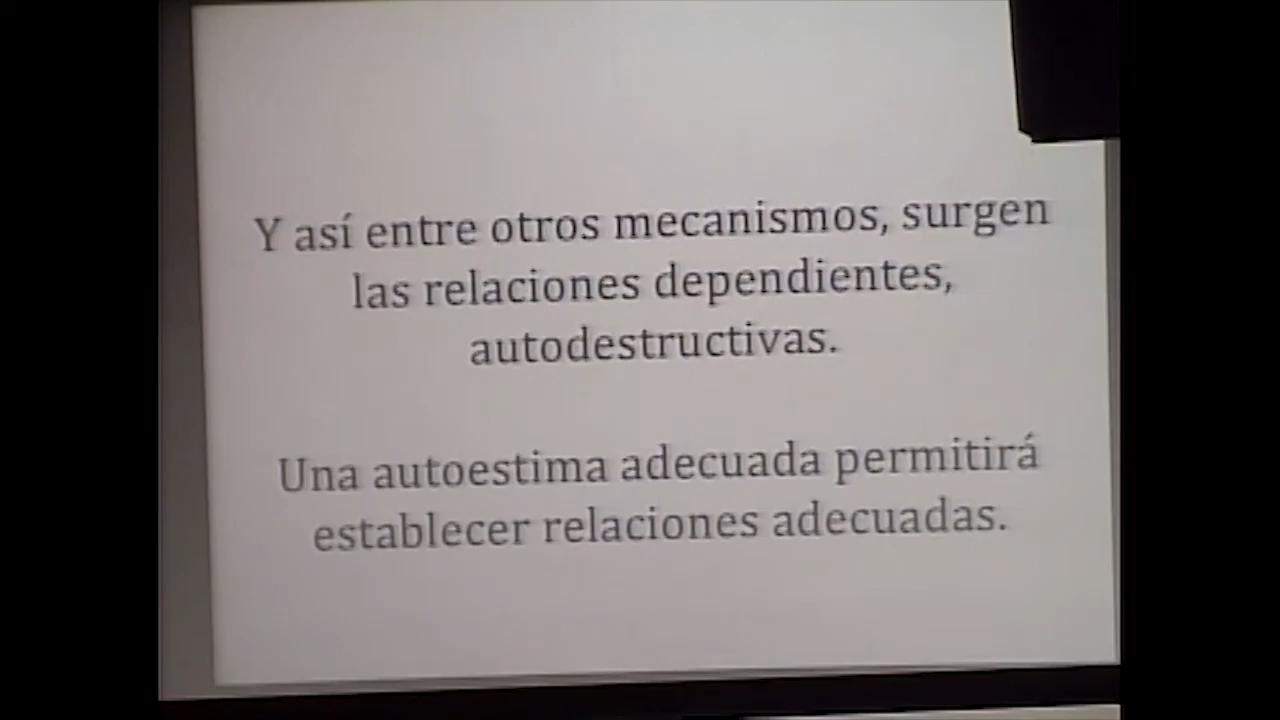 Y así entre otros mecanismos, surgen
las relaciones dependientes,
autodestructivas.
Una autoestima adecuada permitirá
establecer relaciones adecuadas.